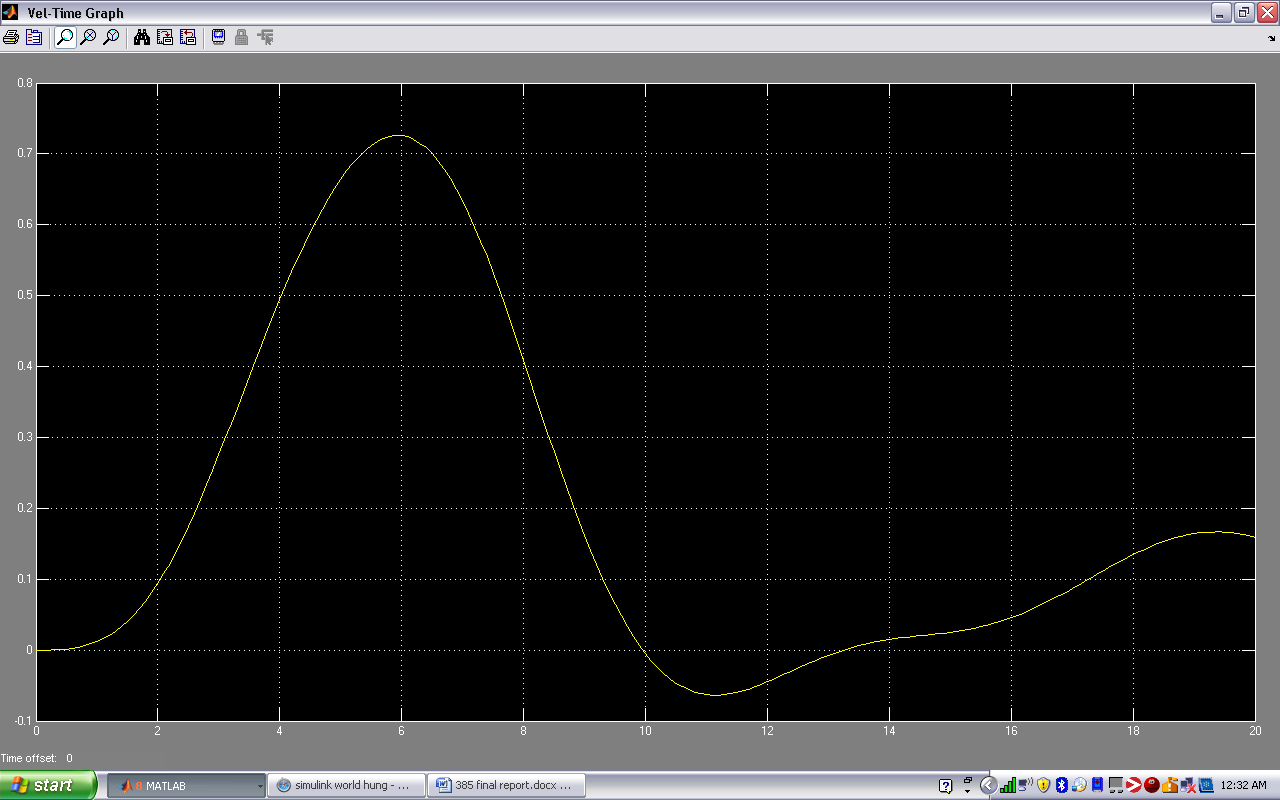 Vel-Time Graph
0.8
0.7
0.6
0.5
0.4
0.3
0.2
0.1
0
-0.1
0 2 4 6 8 10 12 14 16 18 20
Time offset: 0
start 8 MATLAB simulink world hung - ... 385 final report.docx ... 12:32 AM